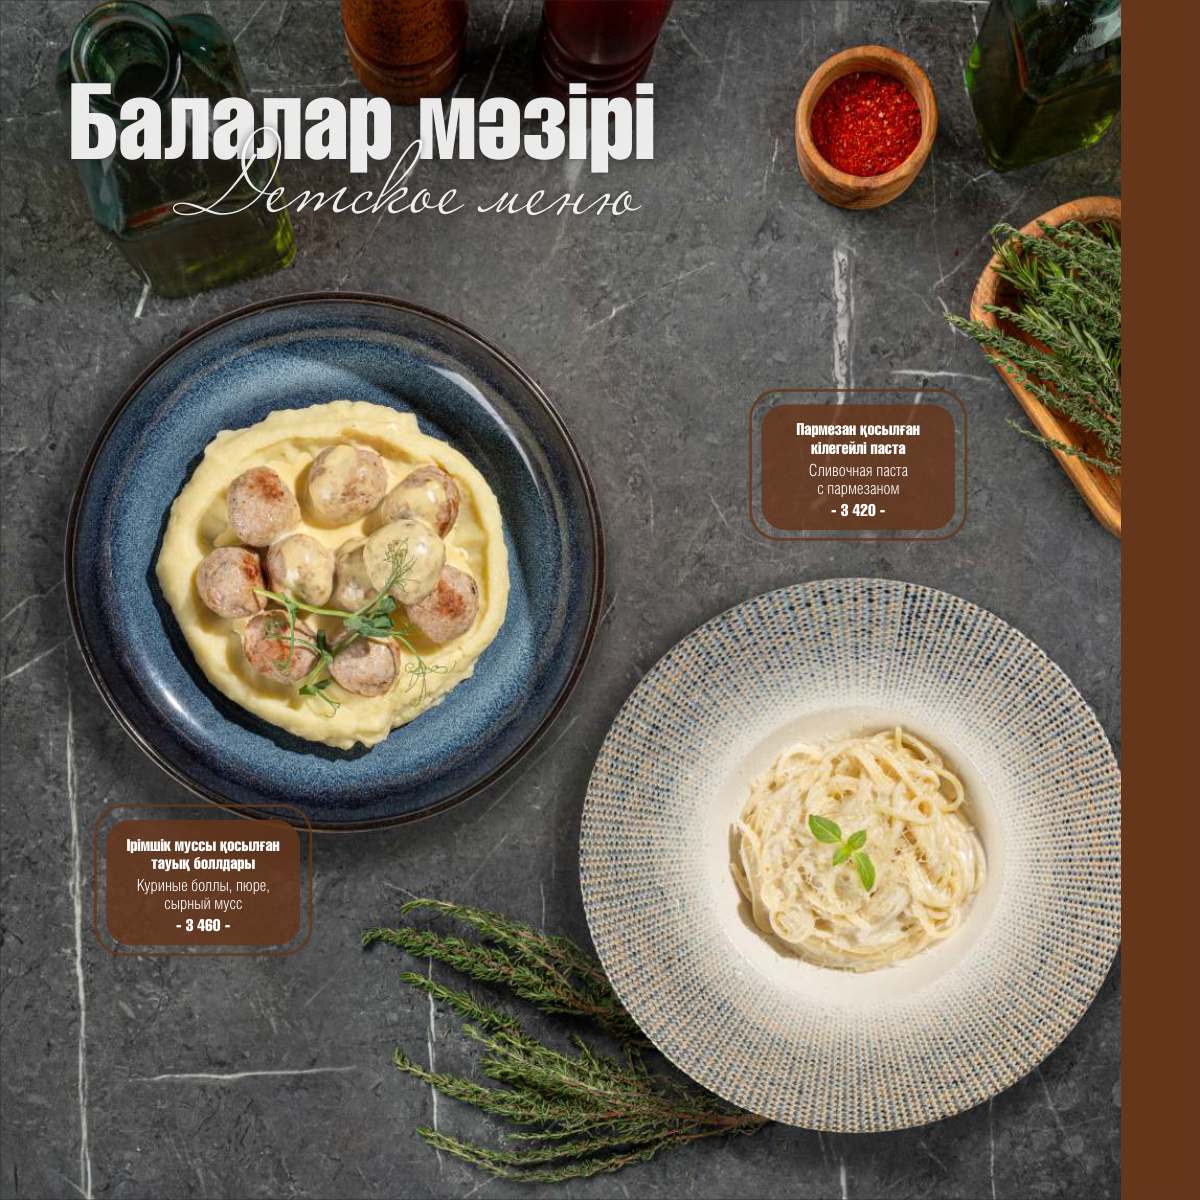 Балалар мәзірі
Детское меню
Пармезан қосылған
кілегейлі паста
Сливочная паста
с пармезаном
- 3 420 -
Ірімшік муссы қосылған
тауық боллдары
Куриные боллы, пюре,
сырный мусс
- 3 460 -